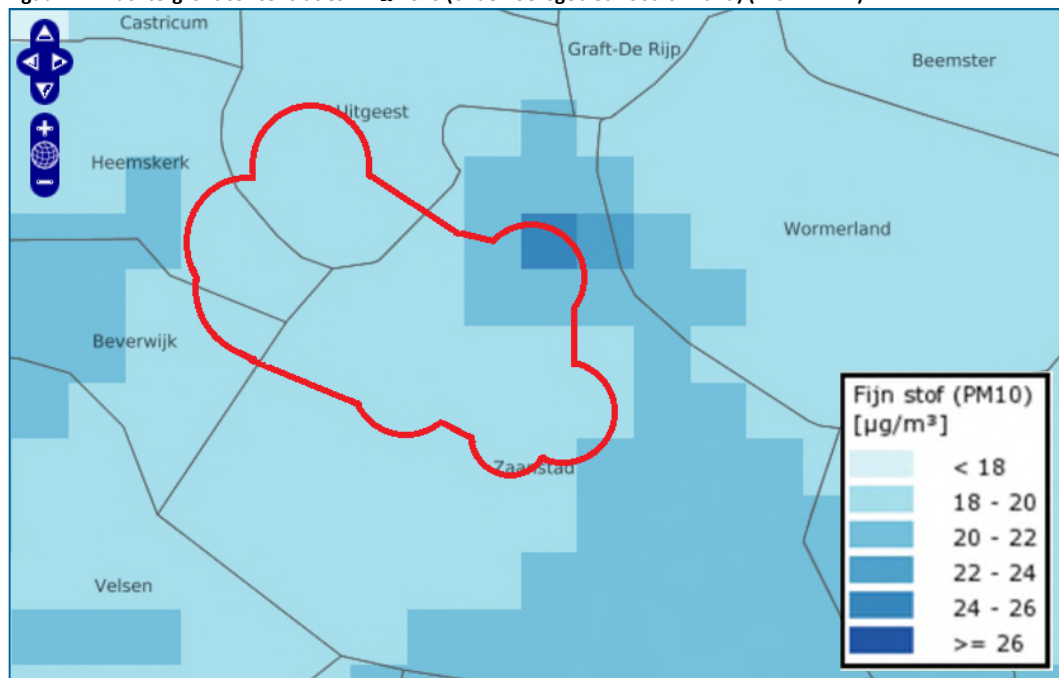 Castricum
Graft-De Rijp
Beemster
Uitgeest
Heemskerk
Wormerland
Beverwijk
Zaanstad
Velsen
Fijn stof (PM10)
[µg/m³]
< 18
18 - 20
20 - 22
22 - 24
24 - 26
>= 26